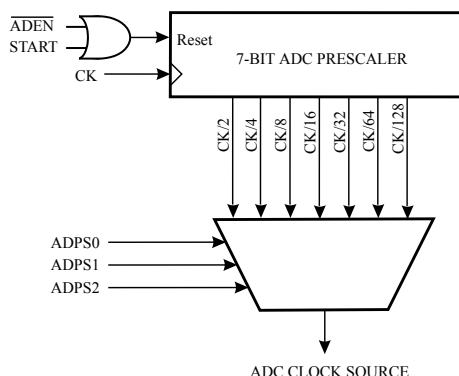 ADEN
START
CK
Reset
7-BIT ADC PRESCALER
CK/2
CK/4
CK/8
CK/16
CK/32
CK/64
CK/128
ADPS0
ADPS1
ADPS2
ADC CLOCK SOURCE